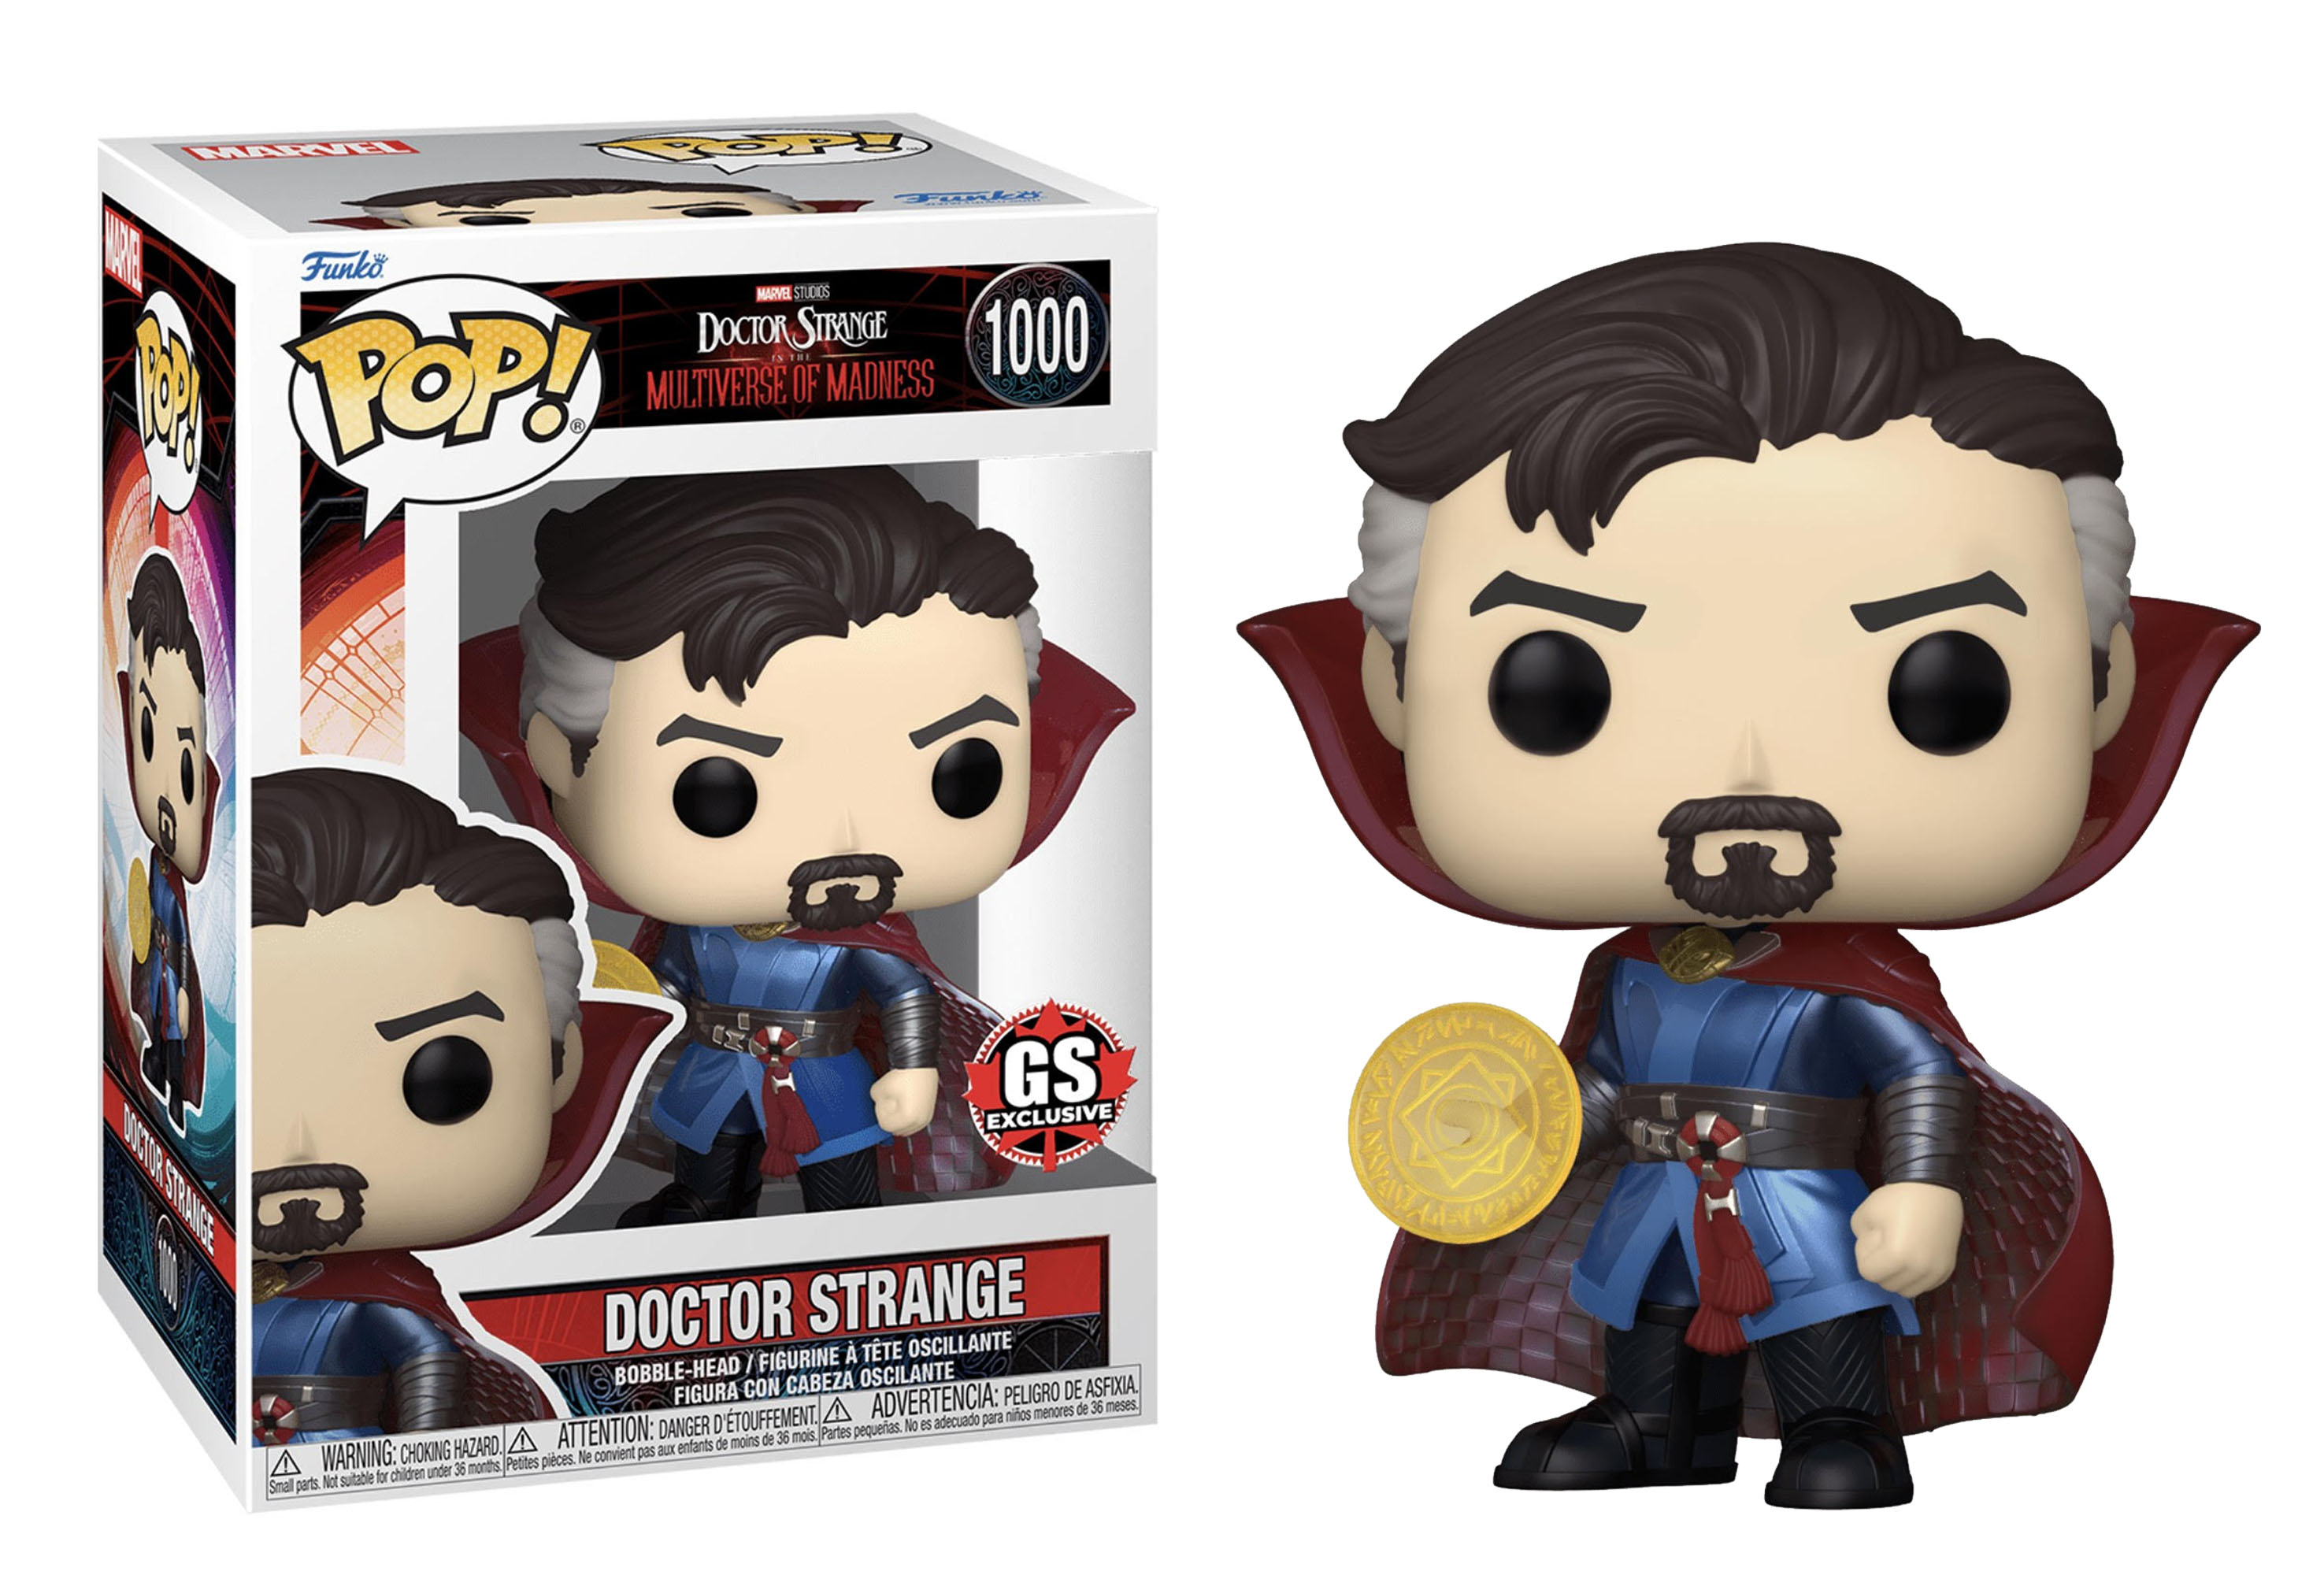 MARVEL
POP!
Funko
MARVEL
POP!
DOCTOR STRANGE
1000
Funko
POP!®
MARVEL STUDIOS
DOCTOR STRANGE
IN THE
MULTIVERSE OF MADNESS
1000
GS
EXCLUSIVE
DOCTOR STRANGE
BOBBLE-HEAD / FIGURINE À TÊTE OSCILLANTE
FIGURA CON CABEZA OSCILANTE
WARNING: CHOKING HAZARD.
Small parts. Not suitable for children under 36 months.
ATTENTION: DANGER D'ÉTOUFFEMENT.
Petites pièces. Ne convient pas aux enfants de moins de 36 mois.
ADVERTENCIA: PELIGRO DE ASFIXIA.
Partes pequeñas. No es adecuado para niños menores de 36 meses.